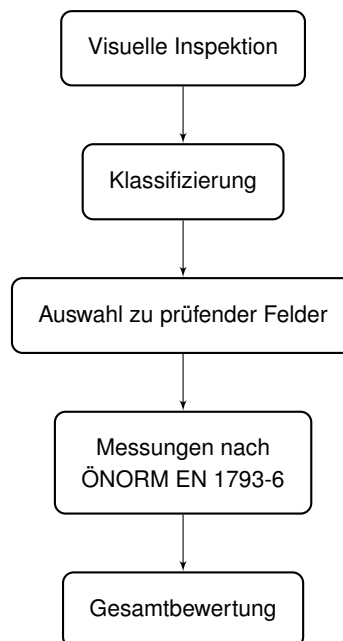 Visuelle Inspektion
Klassifizierung
Auswahl zu prüfender Felder
Messungen nach
ÖNORM EN 1793-6
Gesamtbewertung